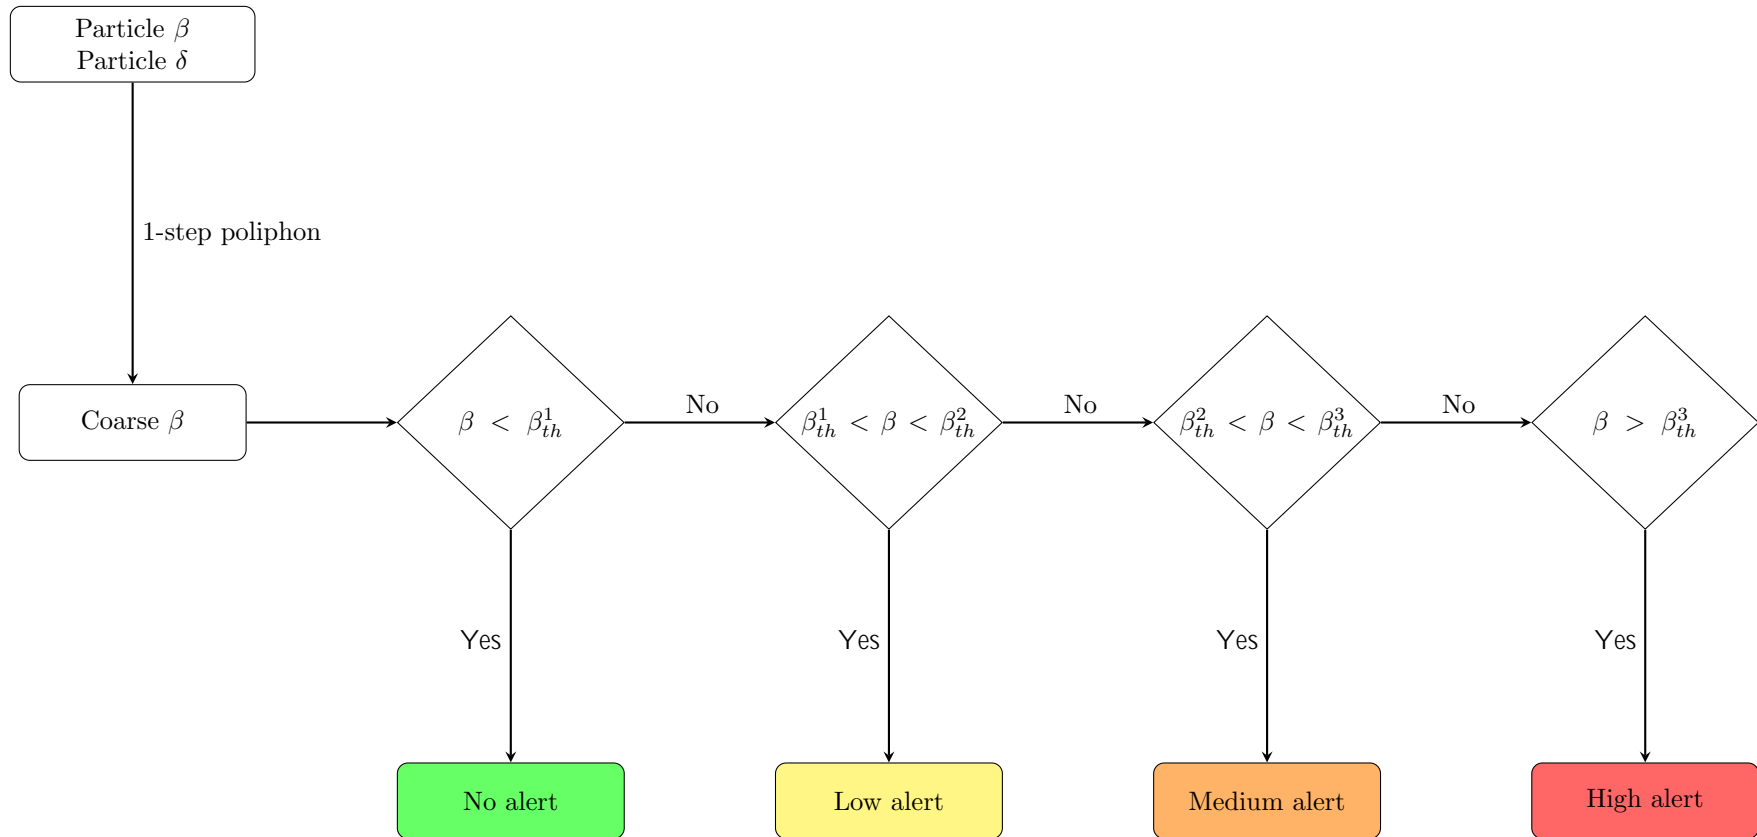 Particle β
Particle δ
1-step poliphon
Coarse β
β < β¹ₜₕ
No
β¹ₜₕ < β < β²ₜₕ
No
β²ₜₕ < β < β³ₜₕ
No
β > β³ₜₕ
Yes
Yes
Yes
Yes
No alert
Low alert
Medium alert
High alert